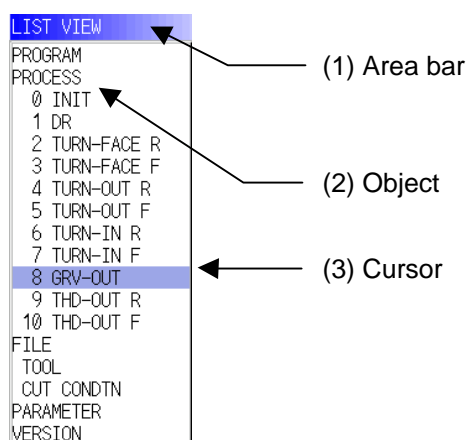 LIST VIEW
PROGRAM
PROCESS
0 INIT
1 DR
2 TURN-FACE R
3 TURN-FACE F
4 TURN-OUT R
5 TURN-OUT F
6 TURN-IN R
7 TURN-IN F
8 GRV-OUT
9 THD-OUT R
10 THD-OUT F
FILE
TOOL
CUT CONDTN
PARAMETER
VERSION
(1) Area bar
(2) Object
(3) Cursor